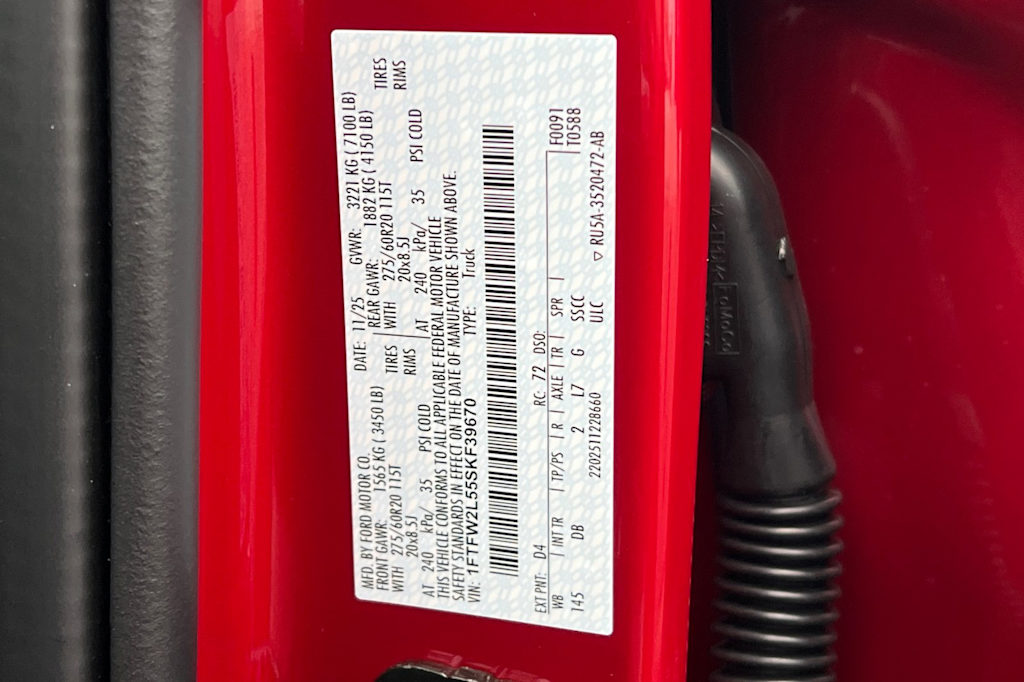 MFD. BY FORD MOTOR CO. DATE: 11/25 GVWR: 3221 KG ( 7100 LB)
FRONT GAWR: 1565 KG ( 3450 LB) REAR GAWR: 1882 KG ( 4150 LB)
WITH 275/60R20 115T TIRES WITH 275/60R20 115T TIRES
20x8.5J RIMS 20x8.5J RIMS
AT 240 kPa/ 35 PSI COLD AT 240 kPa/ 35 PSI COLD
THIS VEHICLE CONFORMS TO ALL APPLICABLE FEDERAL MOTOR VEHICLE
SAFETY STANDARDS IN EFFECT ON THE DATE OF MANUFACTURE SHOWN ABOVE.
VIN: 1FTFW2L55SKF39670 TYPE: Truck
EXT PNT: D4 RC: 72 DSO: F0091
WB INT TR TP/PS R AXLE TR SPR T0588
145 DB 2 L7 G SSCC
2202511228660 ULC ▽ RU5A-3520472-AB
FoMoCo